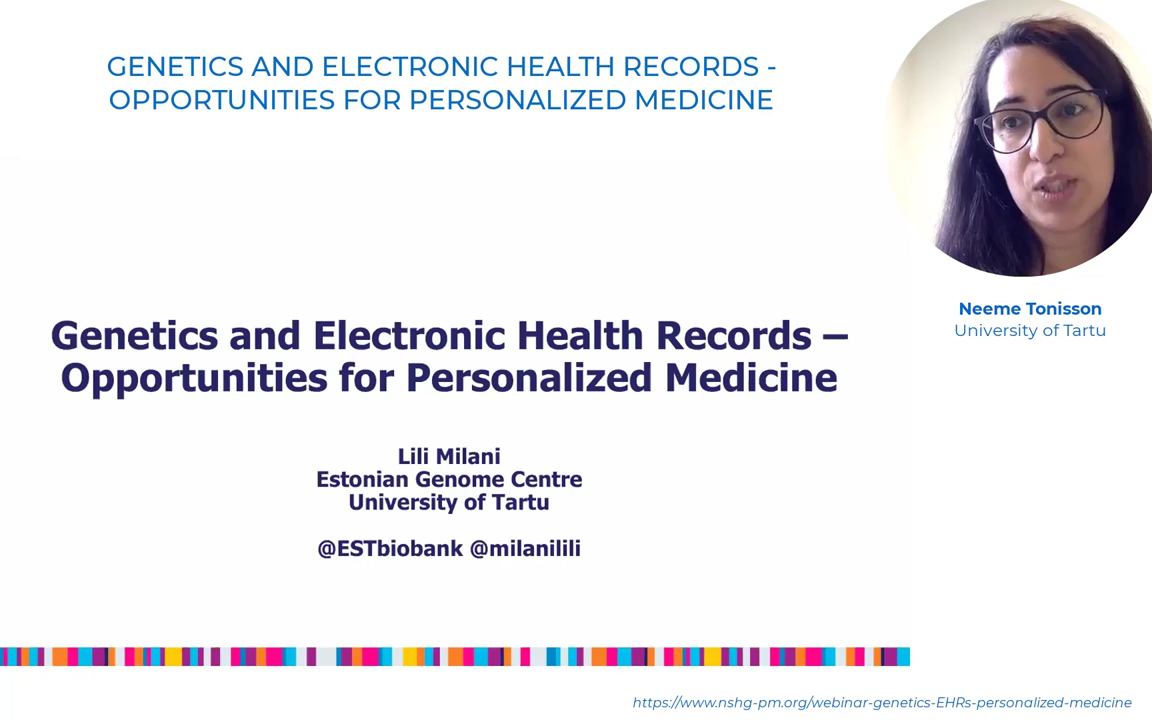 GENETICS AND ELECTRONIC HEALTH RECORDS -
OPPORTUNITIES FOR PERSONALIZED MEDICINE
Neeme Tonisson
University of Tartu
Genetics and Electronic Health Records –
Opportunities for Personalized Medicine
Lili Milani
Estonian Genome Centre
University of Tartu
@ESTbiobank @milanilili
https://www.nshg-pm.org/webinar-genetics-EHRs-personalized-medicine